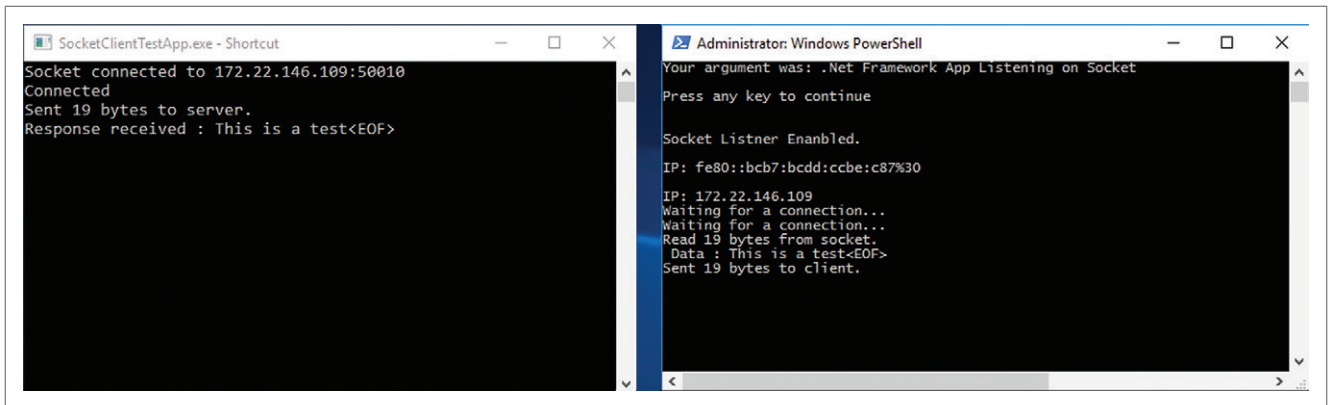 SocketClientTestApp.exe - Shortcut
Socket connected to 172.22.146.109:50010
Connected
Sent 19 bytes to server.
Response received : This is a test<EOF>
Administrator: Windows PowerShell
Your argument was: .Net Framework App Listening on Socket
Press any key to continue
Socket Listner Enanbled.
IP: fe80::bcb7:bcdd:ccbe:c87%30
IP: 172.22.146.109
Waiting for a connection...
Waiting for a connection...
Read 19 bytes from socket.
Data : This is a test<EOF>
Sent 19 bytes to client.